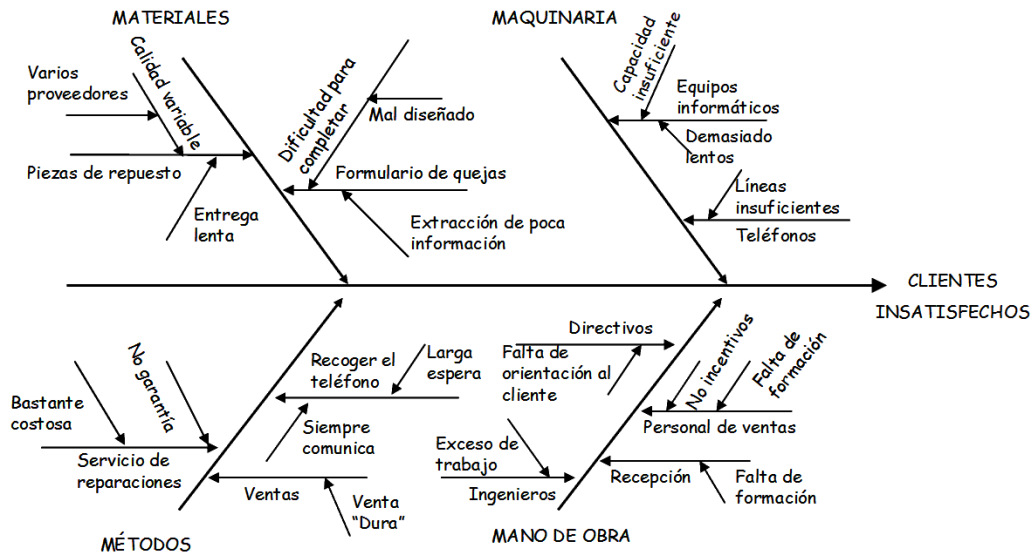 MATERIALES
MAQUINARIA
Varios
proveedores
Calidad variable
Piezas de repuesto
Entrega
lenta
Dificultad para
completar
Mal diseñado
Formulario de quejas
Extracción de poca
información
Capacidad
insuficiente
Equipos
informáticos
Demasiado
lentos
Líneas
insuficientes
Teléfonos
CLIENTES
INSATISFECHOS
Bastante
costosa
No garantía
Servicio de
reparaciones
Recoger el
teléfono
Larga
espera
Siempre
comunica
Ventas
Venta
“Dura”
Directivos
Falta de
orientación al
cliente
No incentivos
Falta de
formación
Personal de ventas
Exceso de
trabajo
Ingenieros
Recepción
Falta de
formación
MÉTODOS
MANO DE OBRA